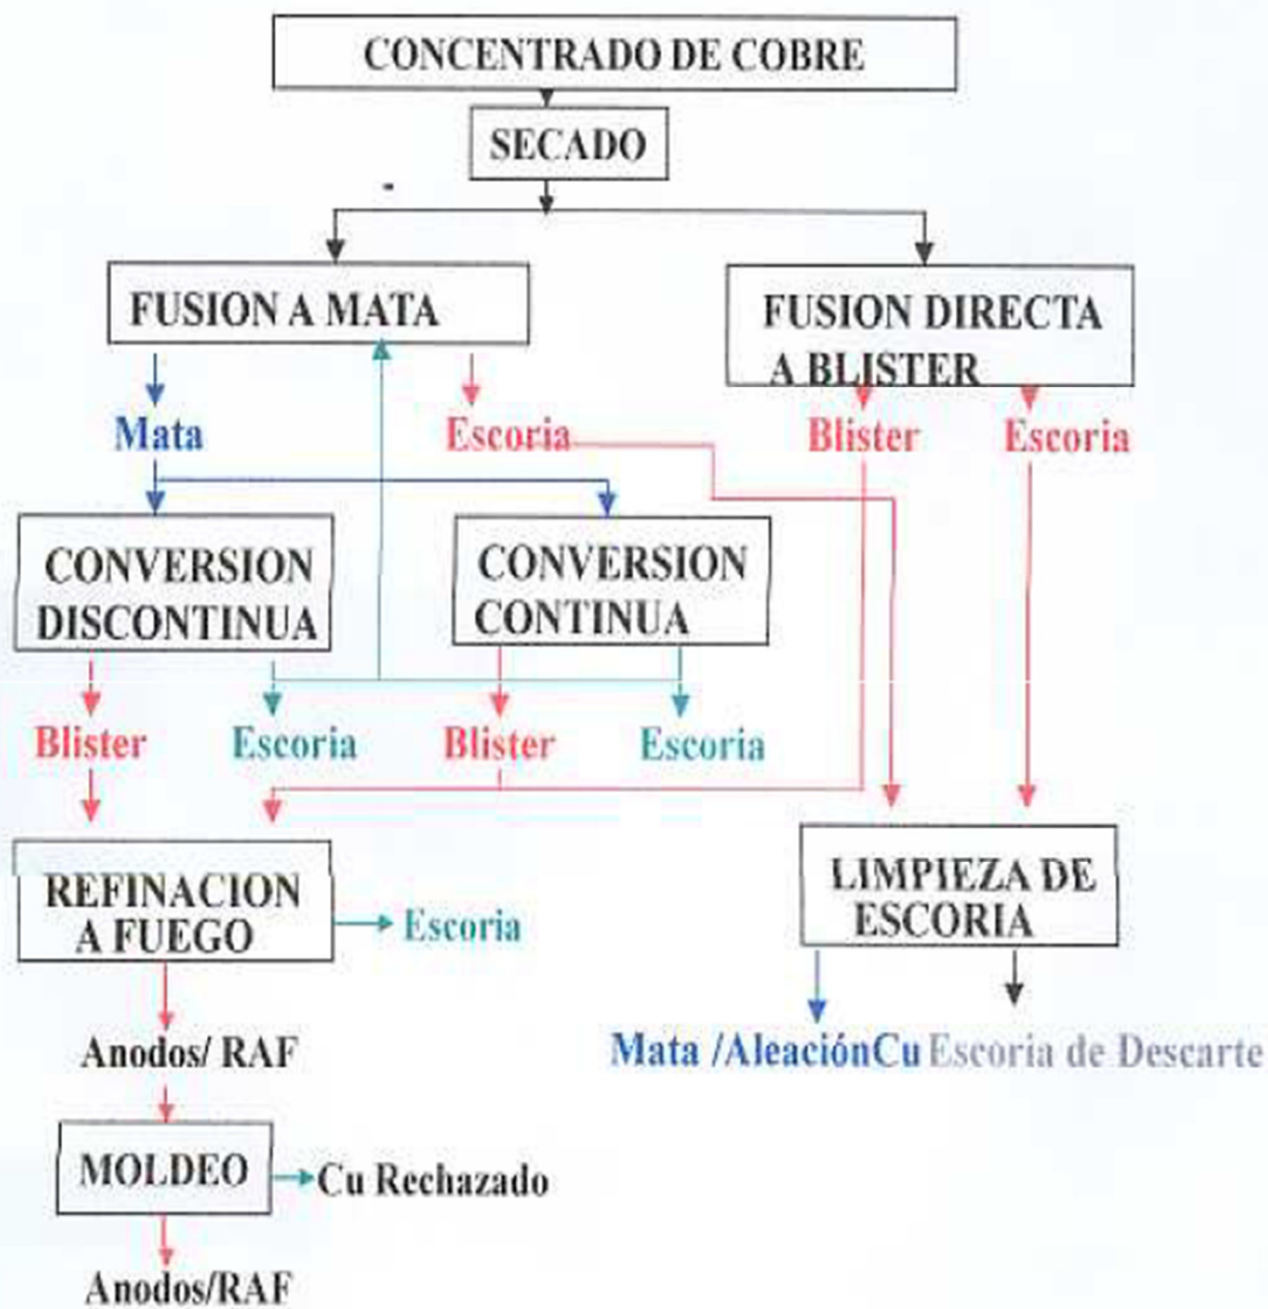 CONCENTRADO DE COBRE
SECADO
FUSION A MATA
FUSION DIRECTA
A BLISTER
Mata
Escoria
Blister
Escoria
CONVERSION
DISCONTINUA
CONVERSION
CONTINUA
Blister
Escoria
Blister
Escoria
REFINACION
A FUEGO
Escoria
LIMPIEZA DE
ESCORIA
Anodos/ RAF
Mata /AleaciónCu
Escoria de Descarte
MOLDEO
Cu Rechazado
Anodos/RAF